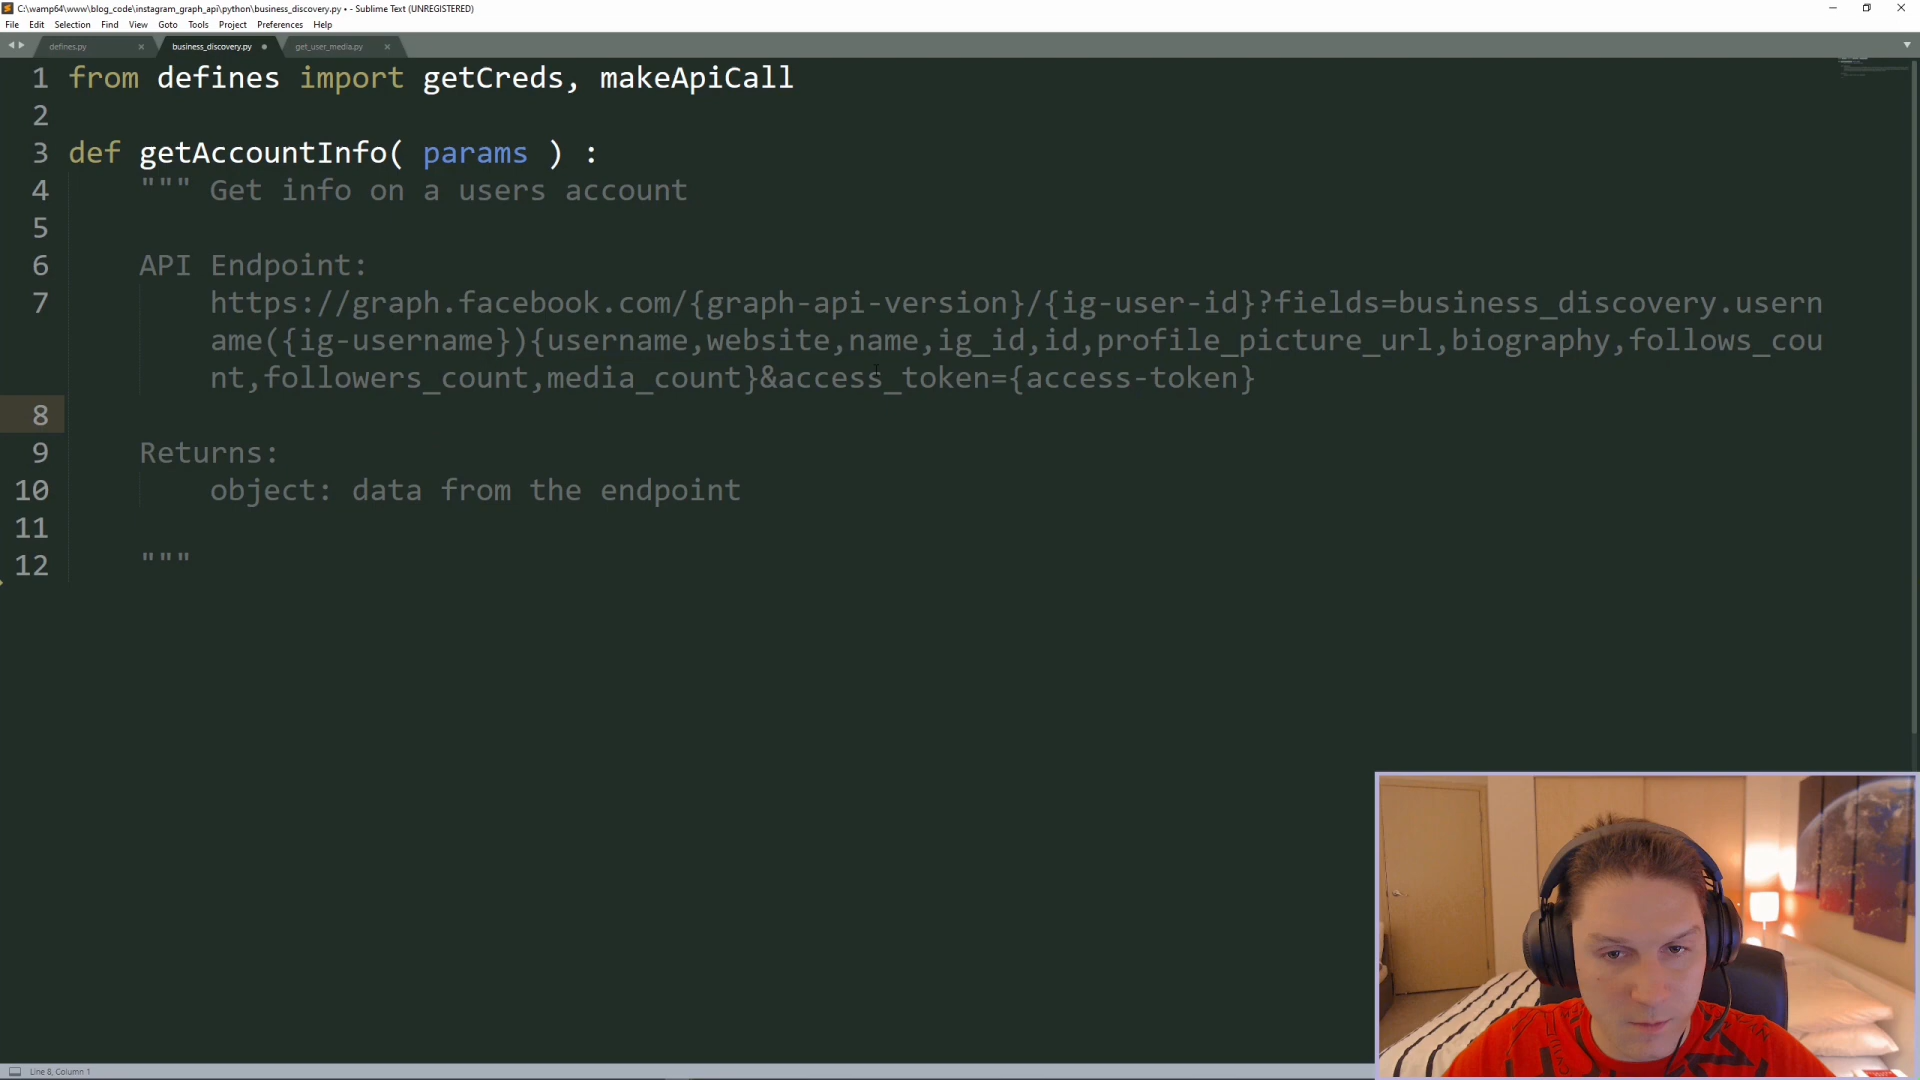 C:\wamp64\www\blog_code\instagram_graph_api\python\business_discovery.py • - Sublime Text (UNREGISTERED)
File Edit Selection Find View Goto Tools Project Preferences Help
defines.py business_discovery.py get_user_media.py
1 from defines import getCreds, makeApiCall
2
3 def getAccountInfo( params ) :
4 """ Get info on a users account
5
6 API Endpoint:
7 https://graph.facebook.com/{graph-api-version}/{ig-user-id}?fields=business_discovery.usern
ame({ig-username}){username,website,name,ig_id,id,profile_picture_url,biography,follows_cou
nt,followers_count,media_count}&access_token={access-token}
8
9 Returns:
10 object: data from the endpoint
11
12 """
Line 8, Column 1